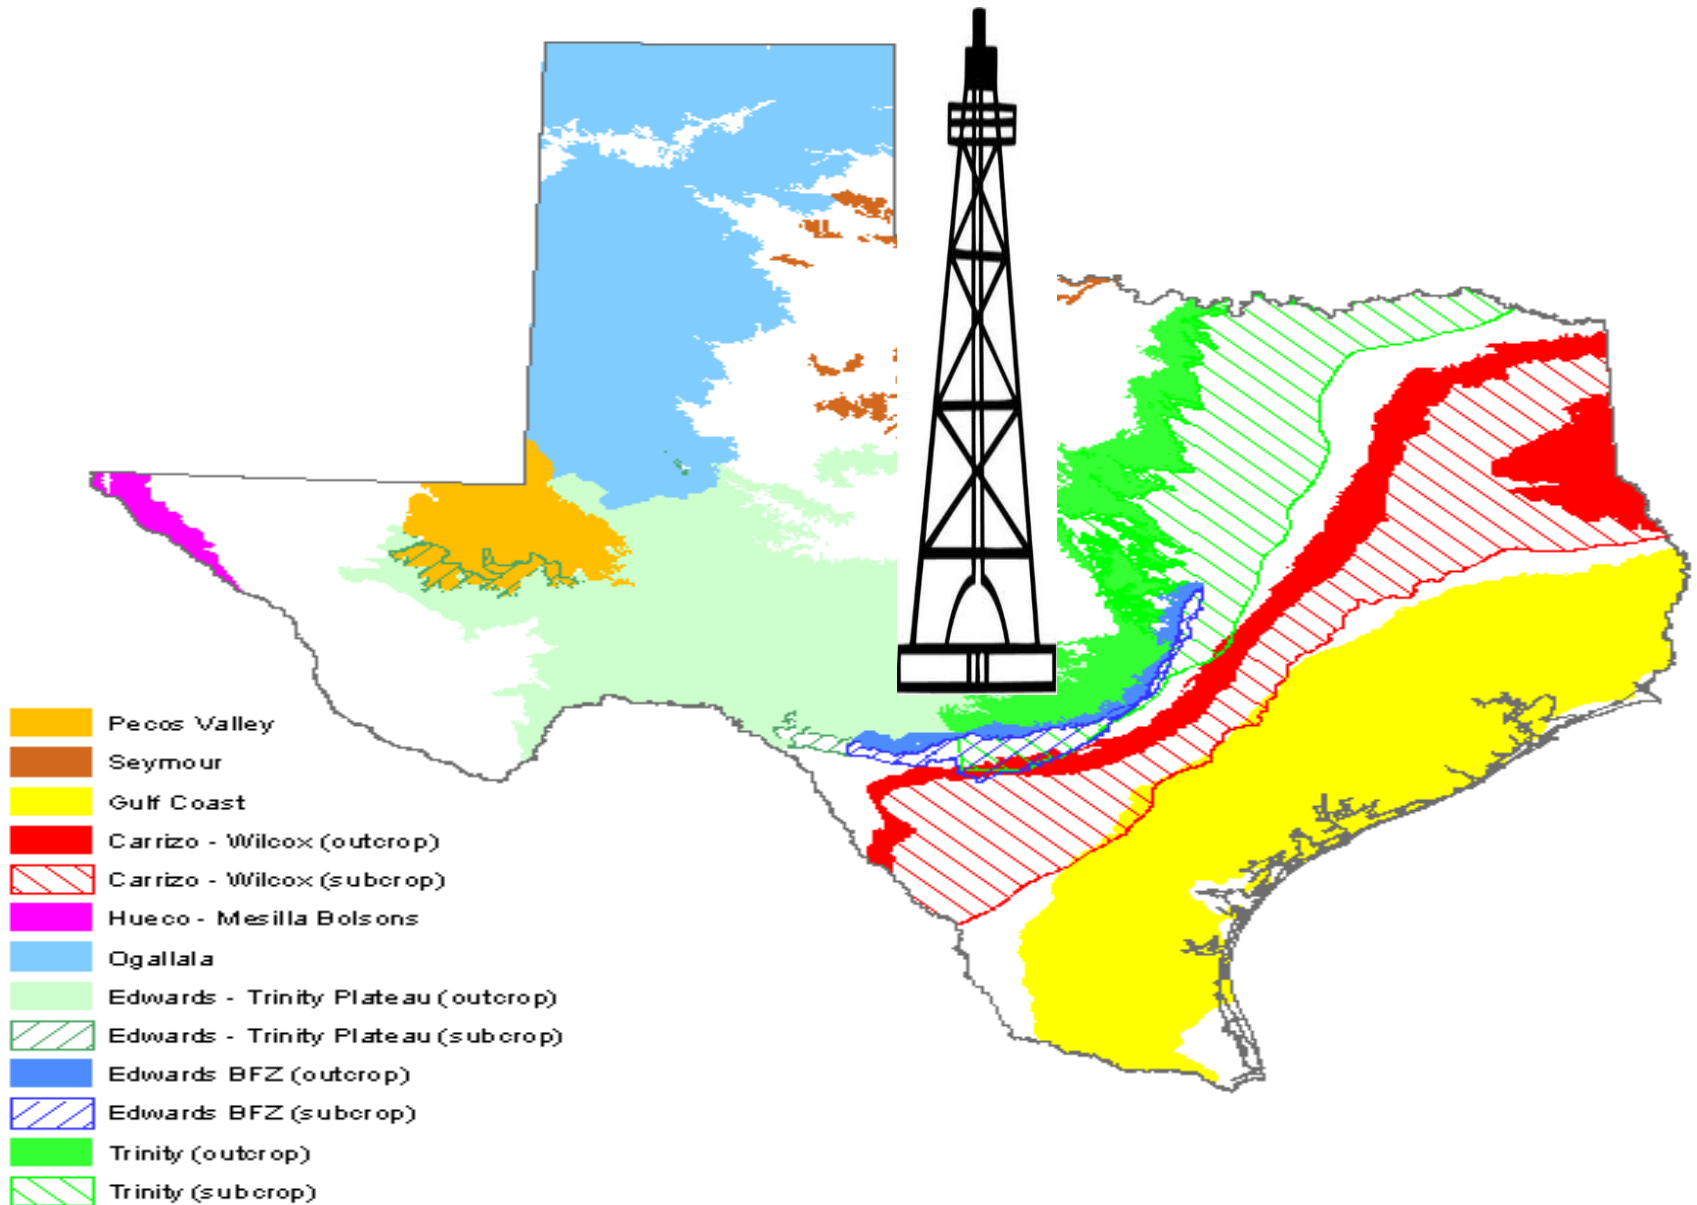 Pecos Valley
Seymour
Gulf Coast
Carrizo - Wilcox (outcrop)
Carrizo - Wilcox (subcrop)
Hueco - Mesilla Bolsons
Ogallala
Edwards - Trinity Plateau (outcrop)
Edwards - Trinity Plateau (subcrop)
Edwards BFZ (outcrop)
Edwards BFZ (subcrop)
Trinity (outcrop)
Trinity (subcrop)